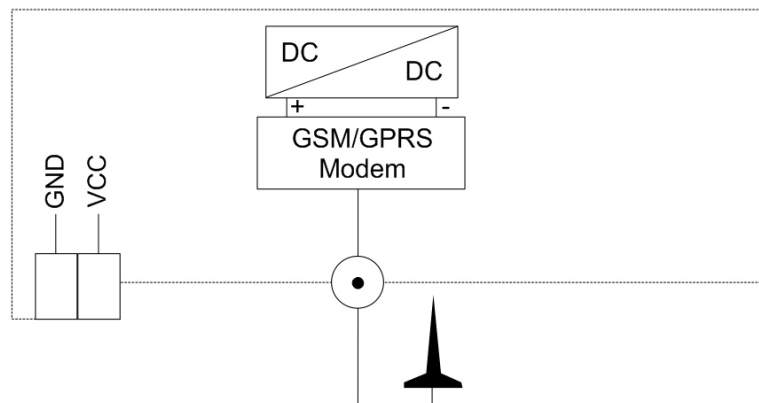 DC
DC
+ -
GSM/GPRS
Modem
GND
VCC